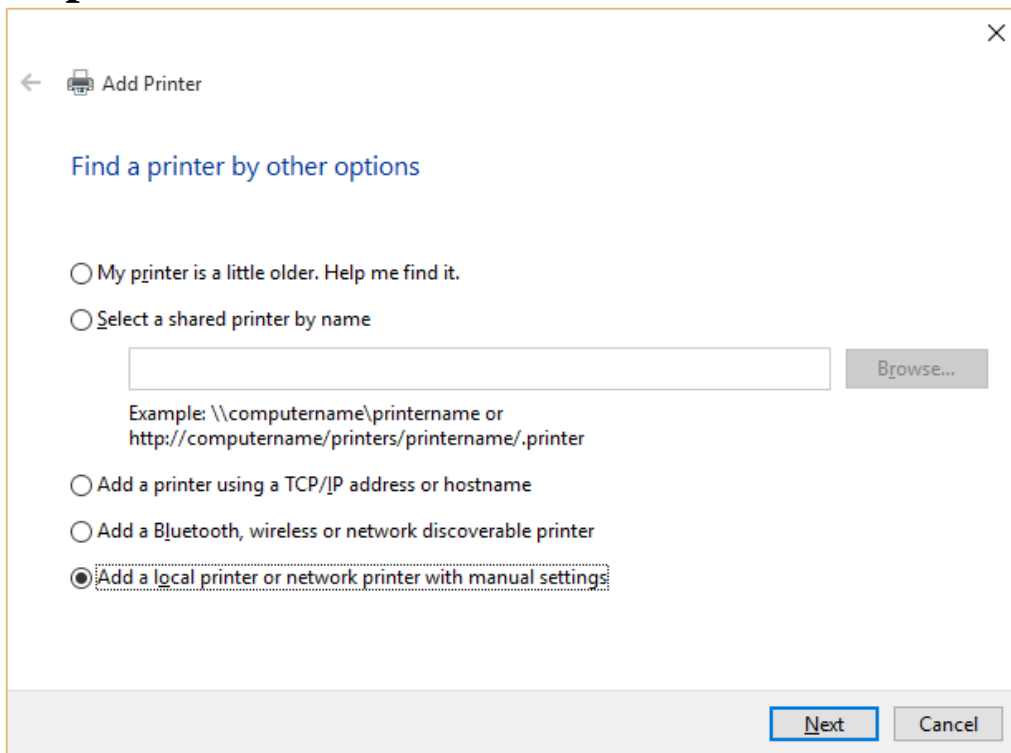 Add Printer
Find a printer by other options
My printer is a little older. Help me find it.
Select a shared printer by name
Browse...
Example: \\computername\printername or
http://computername/printers/printername/.printer
Add a printer using a TCP/IP address or hostname
Add a Bluetooth, wireless or network discoverable printer
Add a local printer or network printer with manual settings
Next Cancel